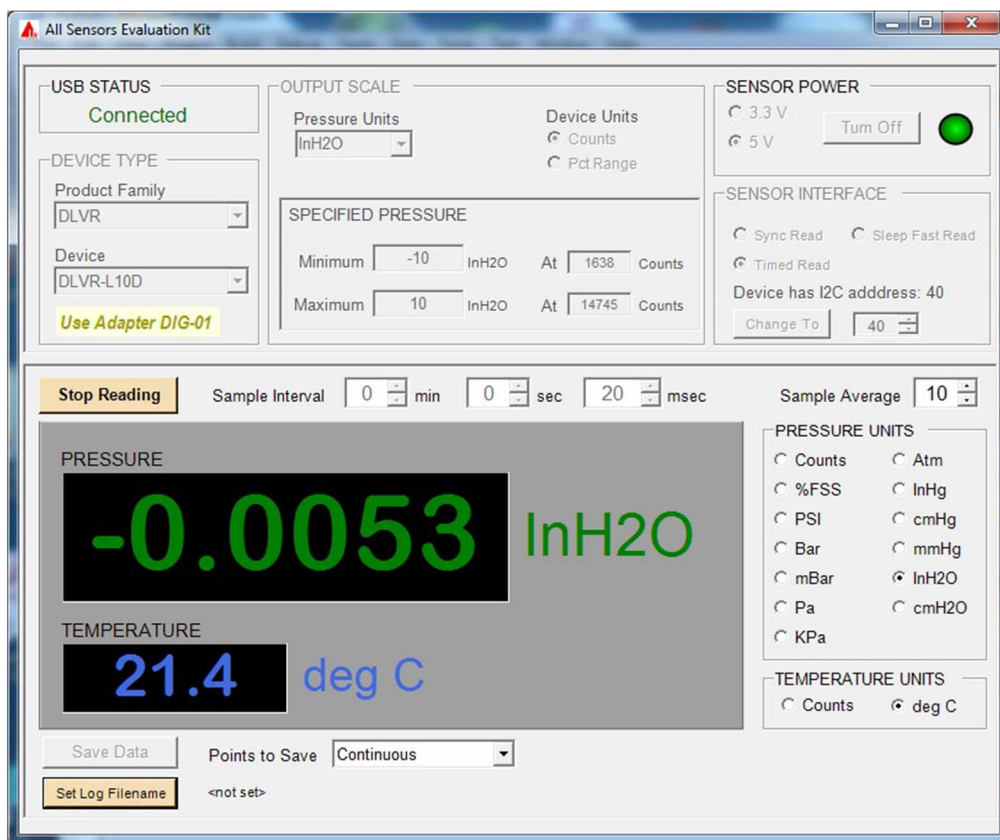 All Sensors Evaluation Kit
USB STATUS
Connected
DEVICE TYPE
Product Family
DLVR
Device
DLVR-L10D
Use Adapter DIG-01
OUTPUT SCALE
Pressure Units
InH2O
Device Units
Counts
Pct Range
SPECIFIED PRESSURE
Minimum -10 InH2O At 1638 Counts
Maximum 10 InH2O At 14745 Counts
SENSOR POWER
3.3 V
5 V
Turn Off
SENSOR INTERFACE
Sync Read Sleep Fast Read
Timed Read
Device has I2C adddress: 40
Change To 40
Stop Reading Sample Interval 0 min 0 sec 20 msec Sample Average 10
PRESSURE
-0.0053 InH2O
TEMPERATURE
21.4 deg C
PRESSURE UNITS
Counts Atm
%FSS InHg
PSI cmHg
Bar mmHg
mBar InH2O
Pa cmH2O
KPa
TEMPERATURE UNITS
Counts deg C
Save Data Points to Save Continuous
Set Log Filename <not set>